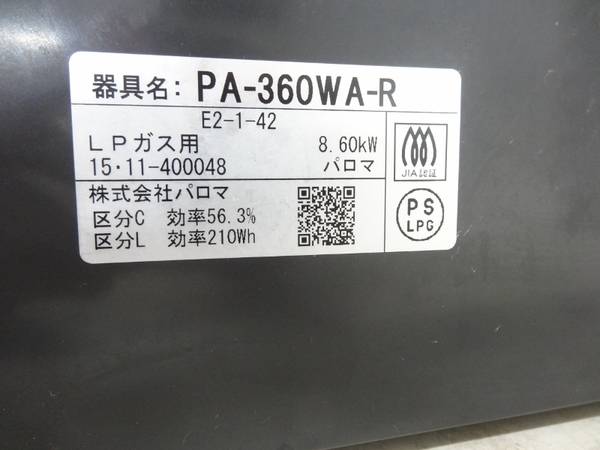 器具名: PA-360WA-R
E2-1-42
LPガス用 8.60kW
15・11-400048 パロマ
株式会社パロマ
区分C 効率56.3%
区分L 効率210Wh
JIA認証
PS
LPG